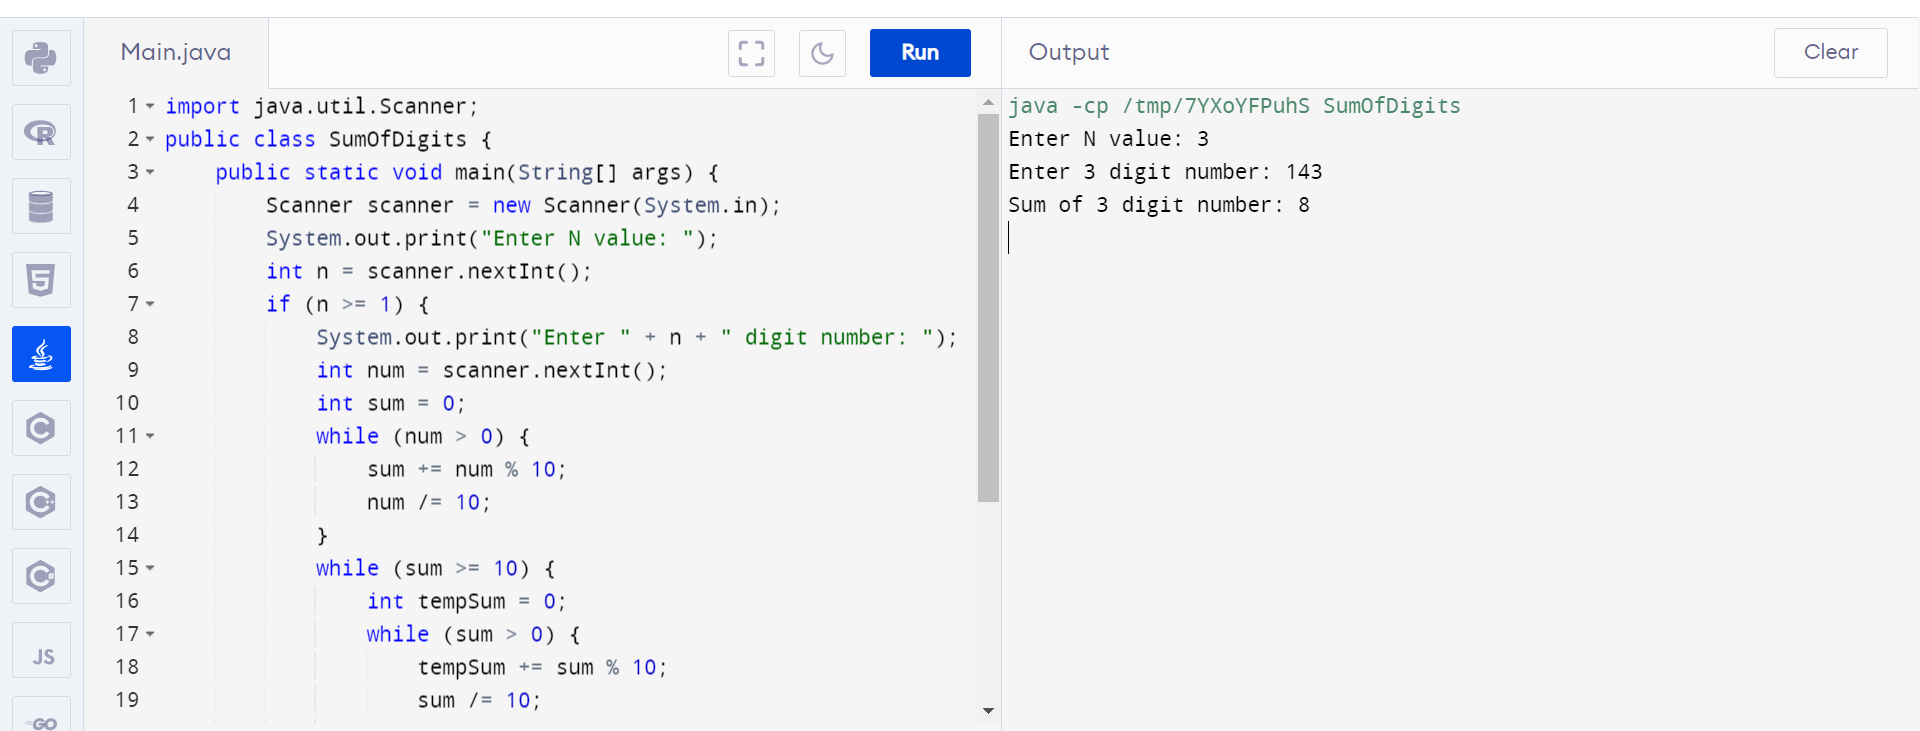 Main.java
Run
Output
Clear
1 import java.util.Scanner;
2 public class SumOfDigits {
3 public static void main(String[] args) {
4 Scanner scanner = new Scanner(System.in);
5 System.out.print("Enter N value: ");
6 int n = scanner.nextInt();
7 if (n >= 1) {
8 System.out.print("Enter " + n + " digit number: ");
9 int num = scanner.nextInt();
10 int sum = 0;
11 while (num > 0) {
12 sum += num % 10;
13 num /= 10;
14 }
15 while (sum >= 10) {
16 int tempSum = 0;
17 while (sum > 0) {
18 tempSum += sum % 10;
19 sum /= 10;
java -cp /tmp/7YXoYFPuhS SumOfDigits
Enter N value: 3
Enter 3 digit number: 143
Sum of 3 digit number: 8
R
5
C
C++
C#
JS
GO